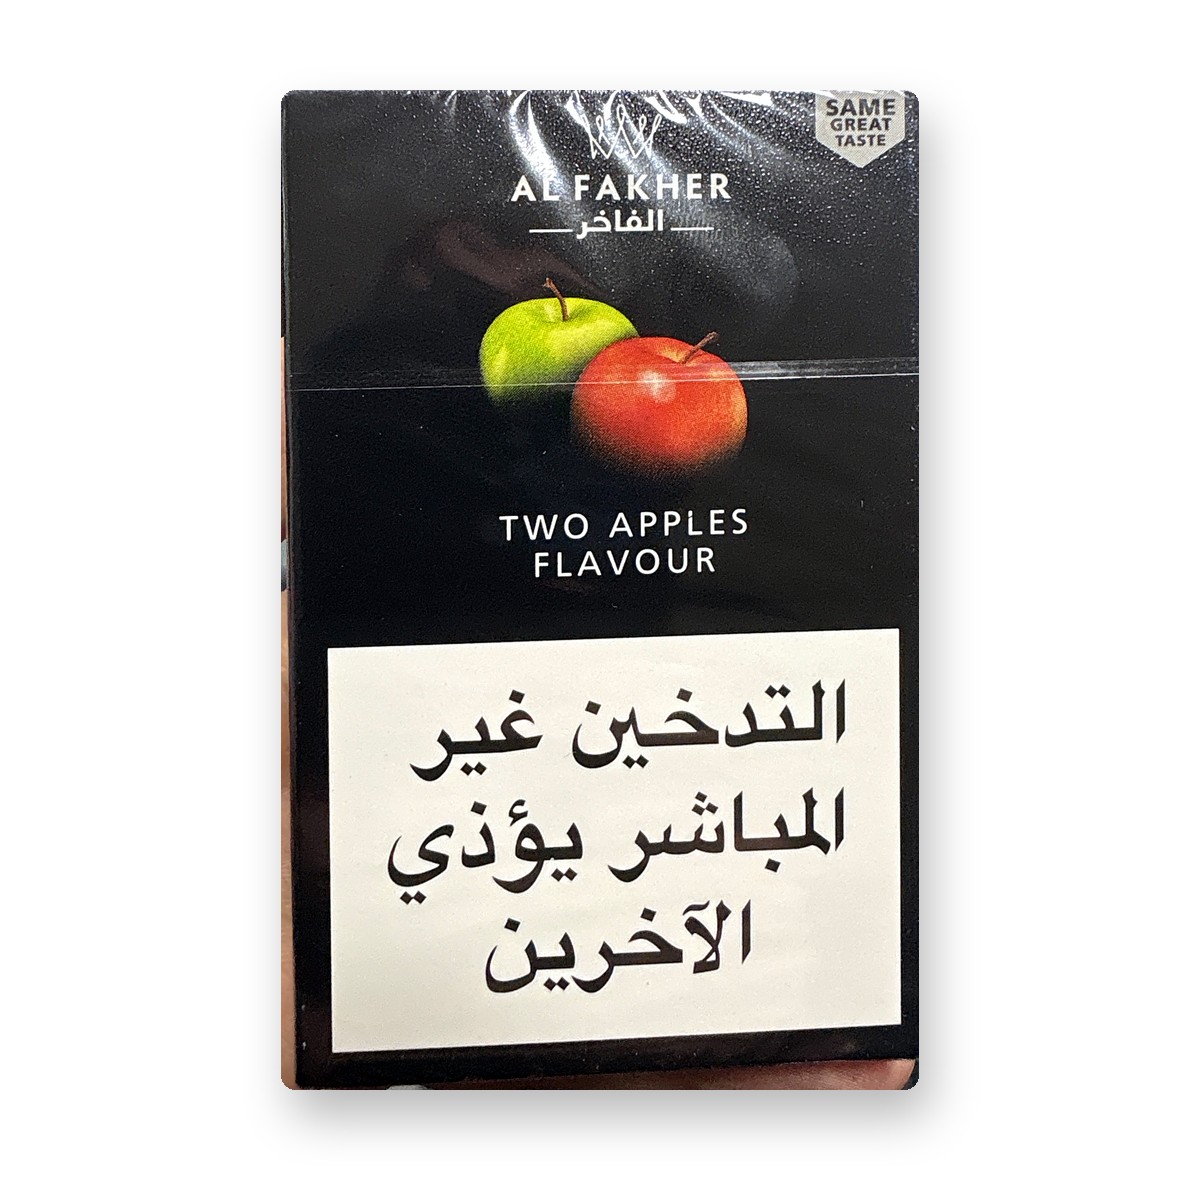 SAME
GREAT
TASTE
AL FAKHER
الفاخر
TWO APPLES
FLAVOUR
التدخين غير
المباشر يؤذي
الآخرين